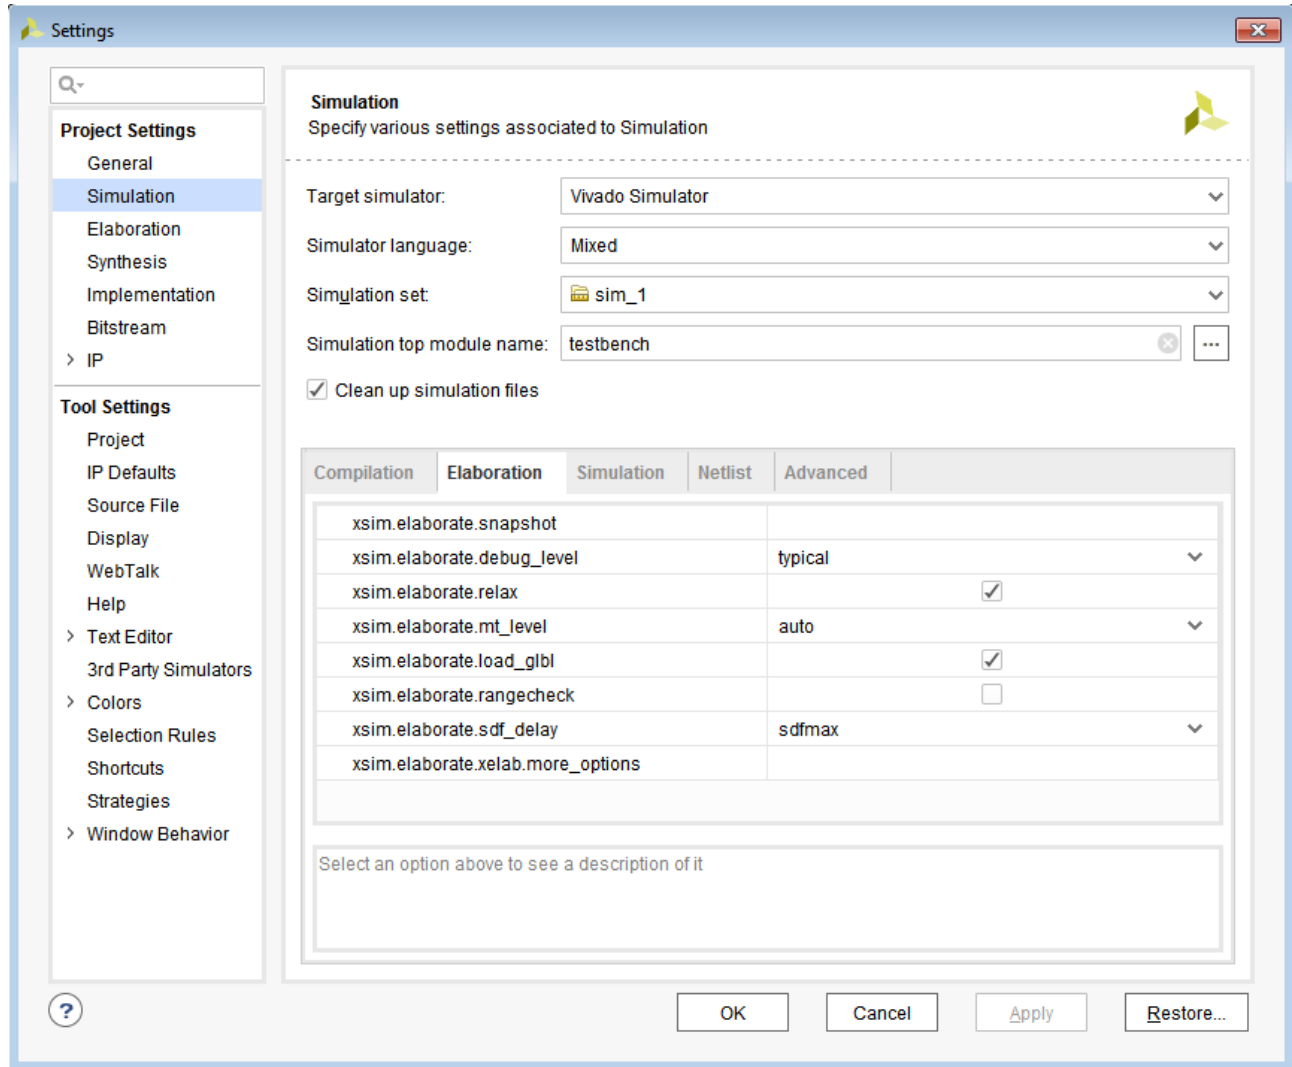 Settings
Project Settings
General
Simulation
Elaboration
Synthesis
Implementation
Bitstream
IP
Tool Settings
Project
IP Defaults
Source File
Display
WebTalk
Help
Text Editor
3rd Party Simulators
Colors
Selection Rules
Shortcuts
Strategies
Window Behavior
Simulation
Specify various settings associated to Simulation
Target simulator: Vivado Simulator
Simulator language: Mixed
Simulation set: sim_1
Simulation top module name: testbench ...
Clean up simulation files
Compilation Elaboration Simulation Netlist Advanced
xsim.elaborate.snapshot
xsim.elaborate.debug_level typical
xsim.elaborate.relax
xsim.elaborate.mt_level auto
xsim.elaborate.load_glbl
xsim.elaborate.rangecheck
xsim.elaborate.sdf_delay sdfmax
xsim.elaborate.xelab.more_options
Select an option above to see a description of it
? OK Cancel Apply Restore...